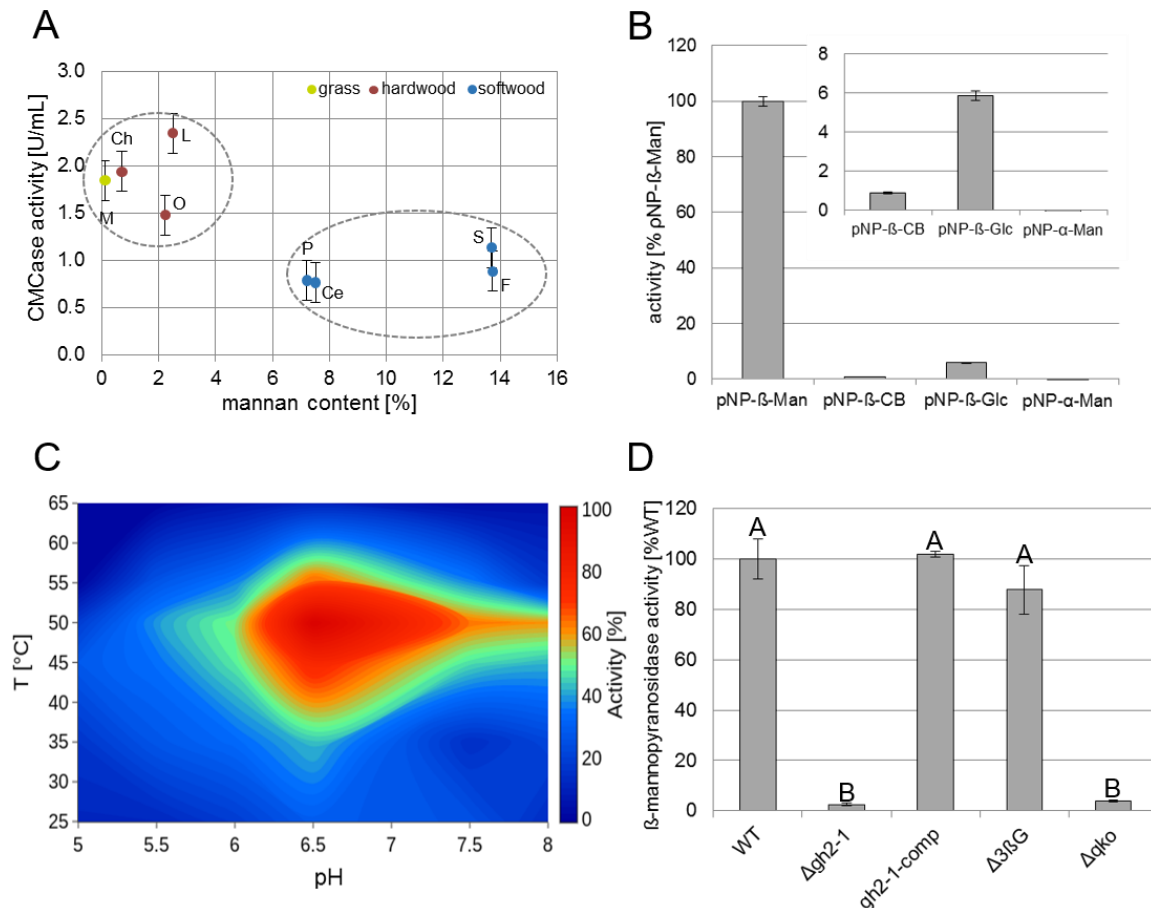 A
CMCase activity [U/mL]
3.0
2.5
2.0
1.5
1.0
0.5
0.0
grass hardwood softwood
Ch
L
M
O
P
Ce
S
F
0 2 4 6 8 10 12 14 16
mannan content [%]
B
activity [% pNP-ß-Man]
120
100
80
60
40
20
0
8
6
4
2
0
pNP-ß-CB pNP-ß-Glc pNP-α-Man
pNP-ß-Man pNP-ß-CB pNP-ß-Glc pNP-α-Man
C
T [°C]
65
60
55
50
45
40
35
30
25
5 5.5 6 6.5 7 7.5 8
pH
100
80
60
40
20
0
Activity [%]
D
ß-mannopyranosidase activity [%WT]
120
100
80
60
40
20
0
A
B
A
A
B
WT
Δgh2-1
gh2-1-comp
Δ3ßG
Δqko